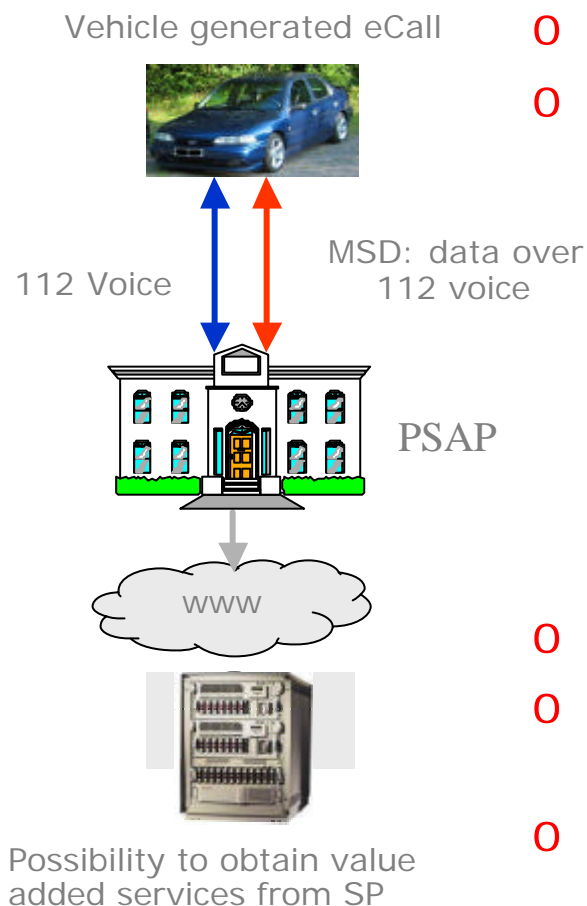 Vehicle generated eCall
O
O
112 Voice
MSD: data over
112 voice
PSAP
www
O
O
O
Possibility to obtain value
added services from SP